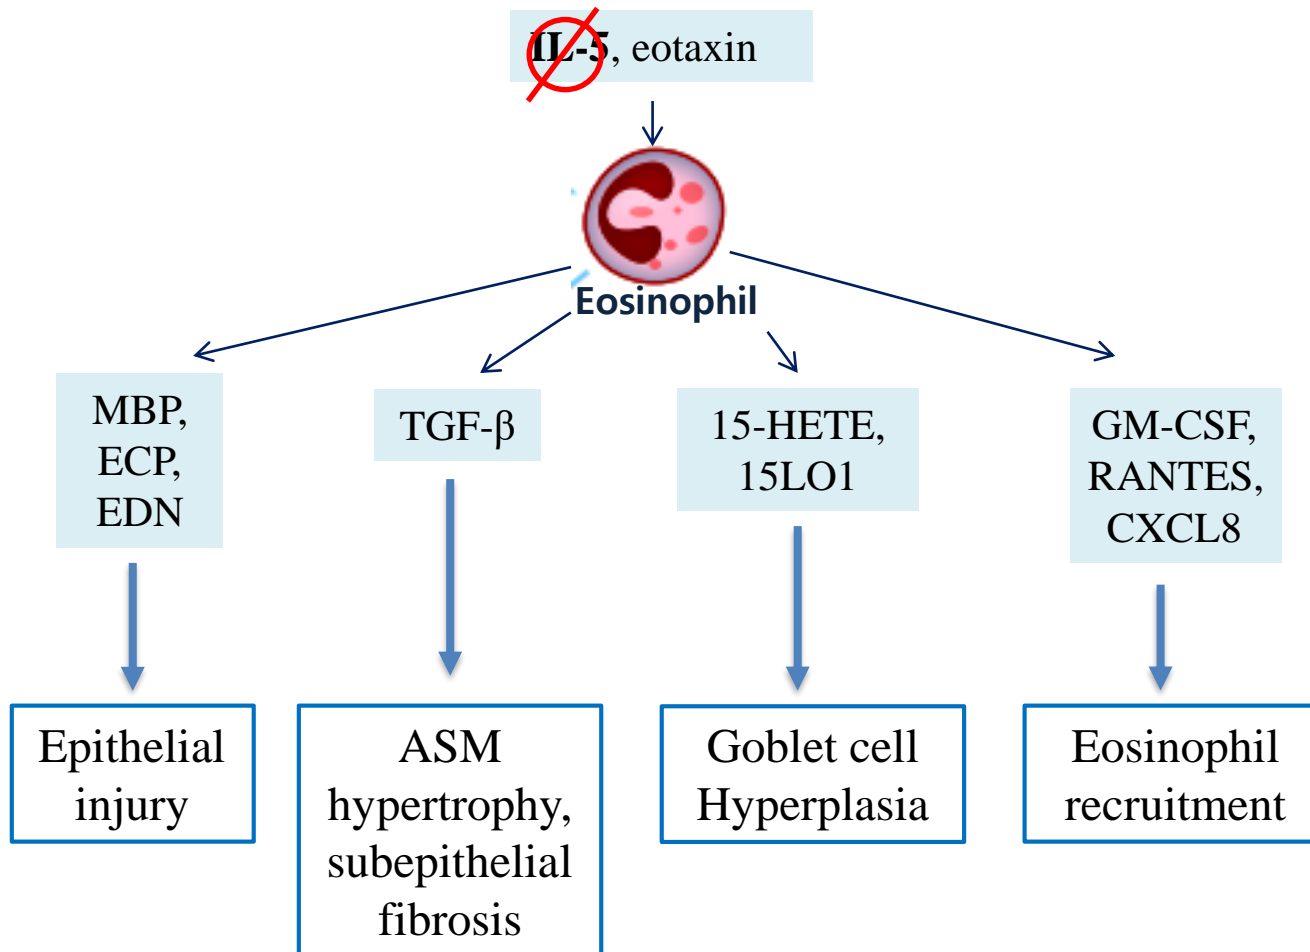 IL-5, eotaxin
Eosinophil
MBP,
ECP,
EDN
TGF-β
15-HETE,
15LO1
GM-CSF,
RANTES,
CXCL8
Epithelial
injury
ASM
hypertrophy,
subepithelial
fibrosis
Goblet cell
Hyperplasia
Eosinophil
recruitment